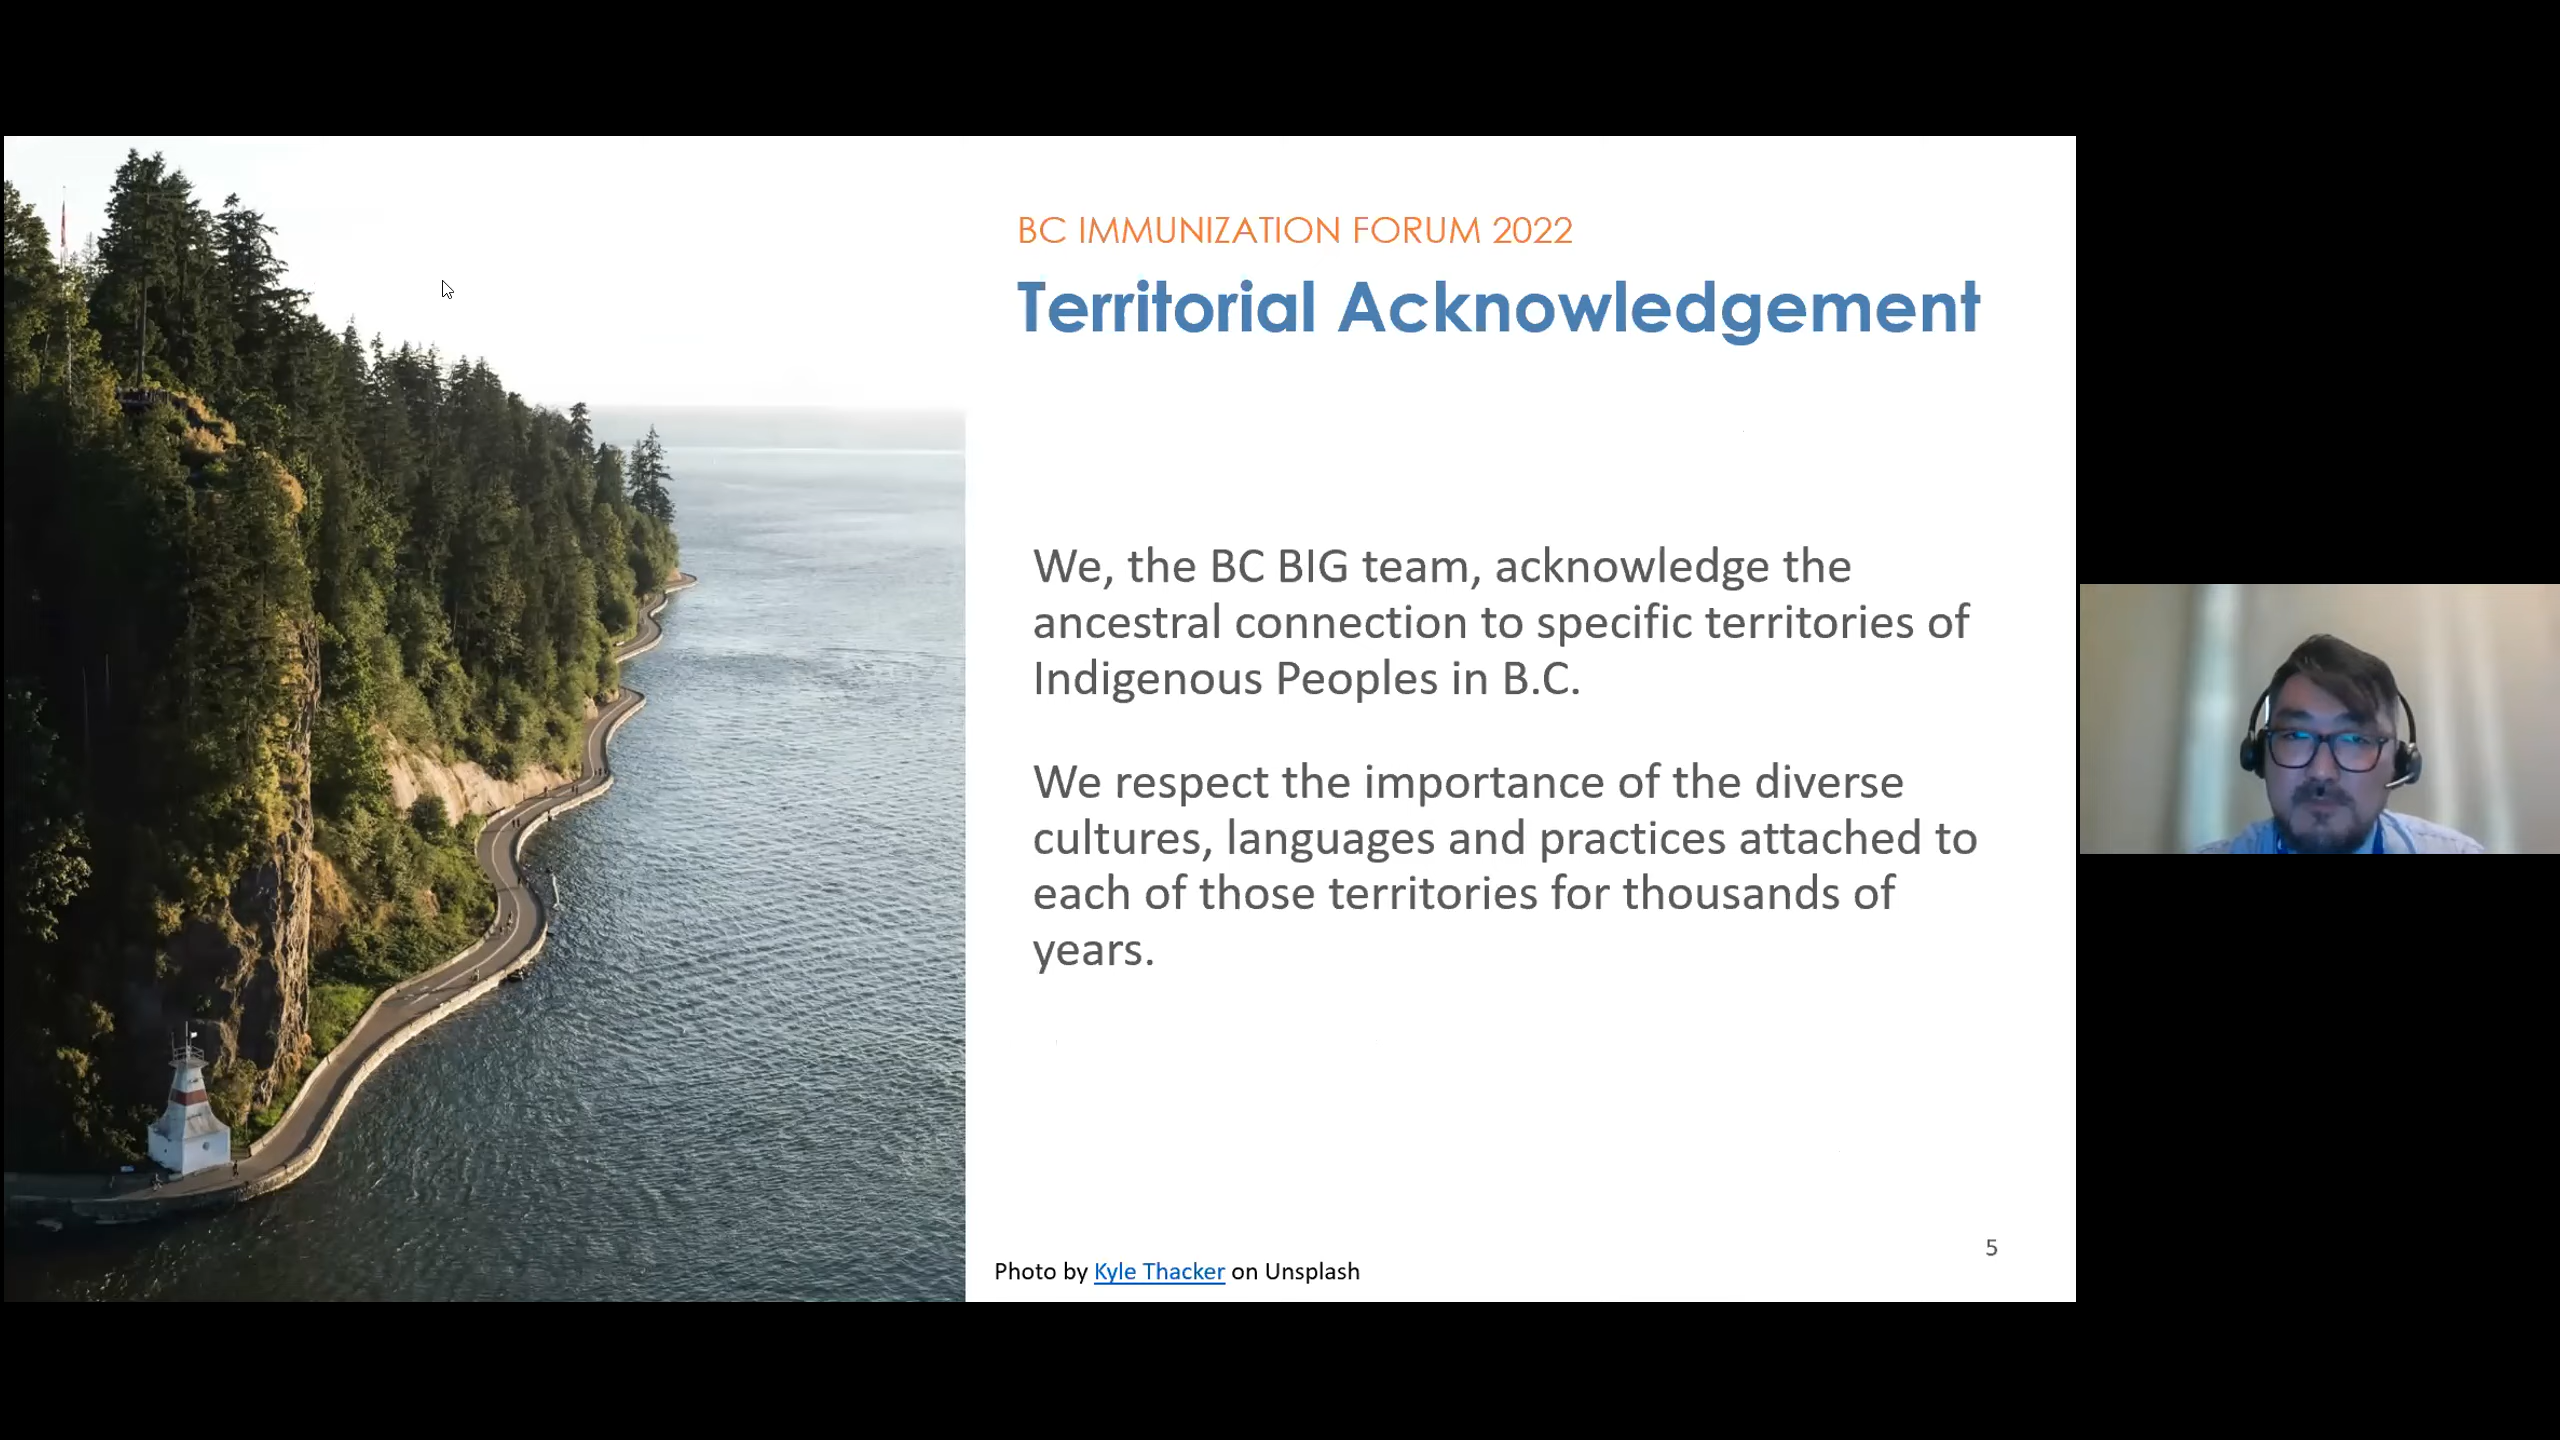 BC IMMUNIZATION FORUM 2022
Territorial Acknowledgement
We, the BC BIG team, acknowledge the
ancestral connection to specific territories of
Indigenous Peoples in B.C.
We respect the importance of the diverse
cultures, languages and practices attached to
each of those territories for thousands of
years.
5
Photo by Kyle Thacker on Unsplash